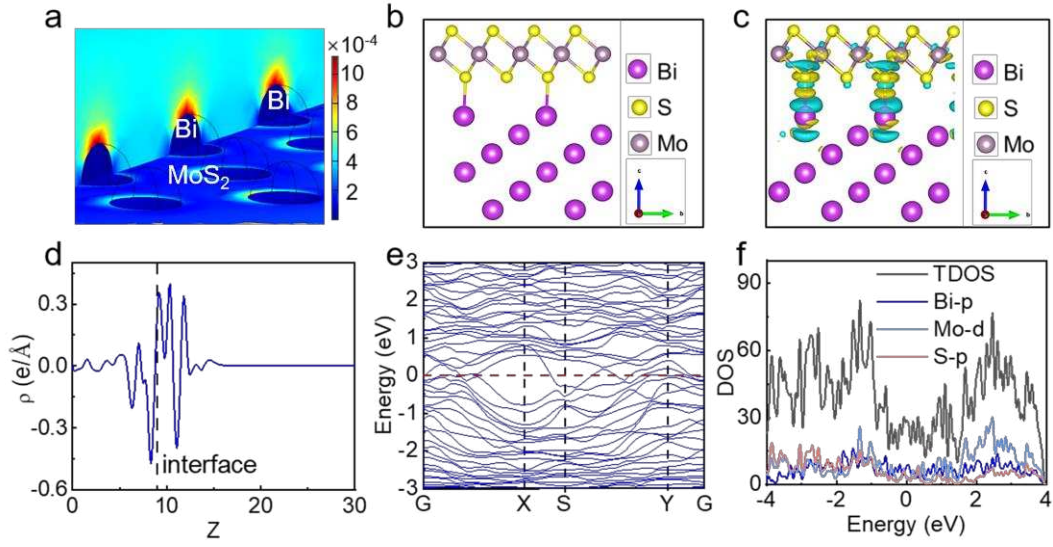 a
×10⁻⁴
10
8
6
4
2
Bi
Bi
MoS₂
b
Bi
S
Mo
c
b
c
Bi
S
Mo
c
b
d
0.3
0.0
-0.3
-0.6
ρ (e/Å)
interface
0
10
20
30
Z
e
3
2
1
0
-1
-2
-3
Energy (eV)
G
X
S
Y
G
f
90
60
30
0
DOS
TDOS
Bi-p
Mo-d
S-p
-4
-2
0
2
4
Energy (eV)